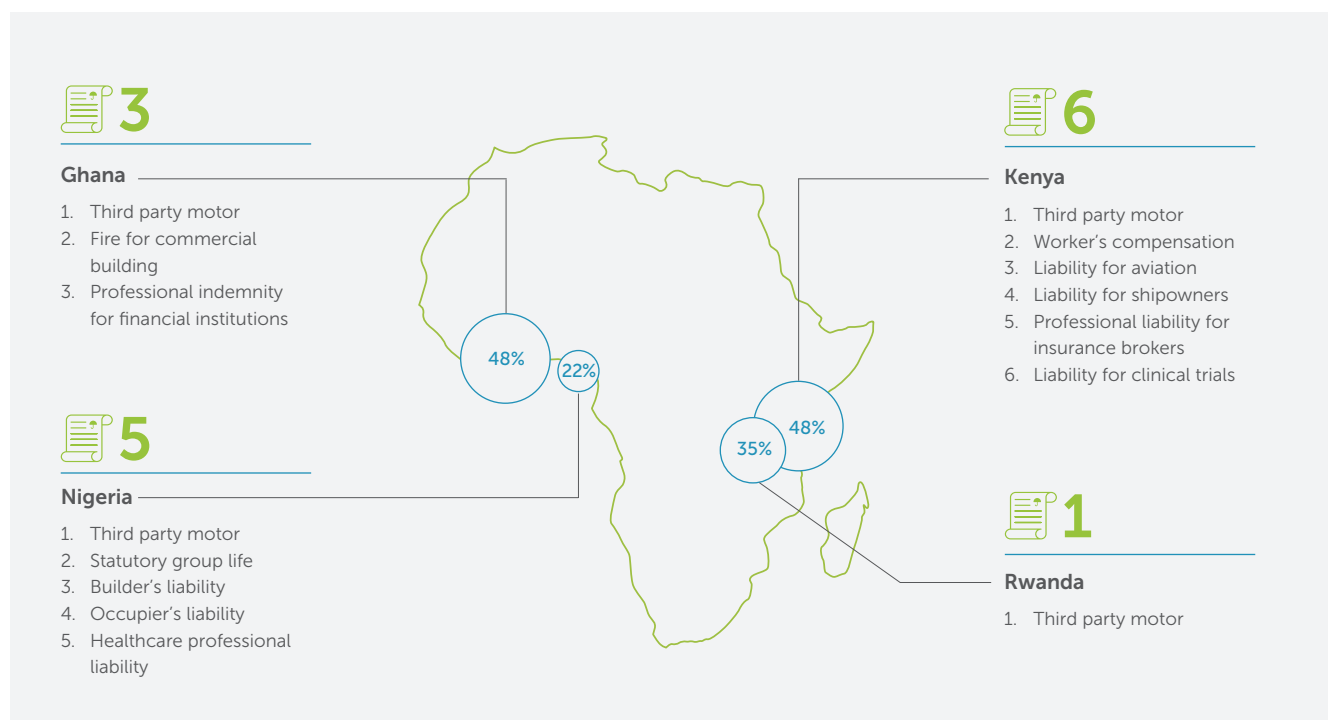 3
Ghana
1. Third party motor
2. Fire for commercial
building
3. Professional indemnity
for financial institutions
5
Nigeria
1. Third party motor
2. Statutory group life
3. Builder's liability
4. Occupier's liability
5. Healthcare professional
liability
48%
22%
35%
48%
6
Kenya
1. Third party motor
2. Worker's compensation
3. Liability for aviation
4. Liability for shipowners
5. Professional liability for
insurance brokers
6. Liability for clinical trials
1
Rwanda
1. Third party motor